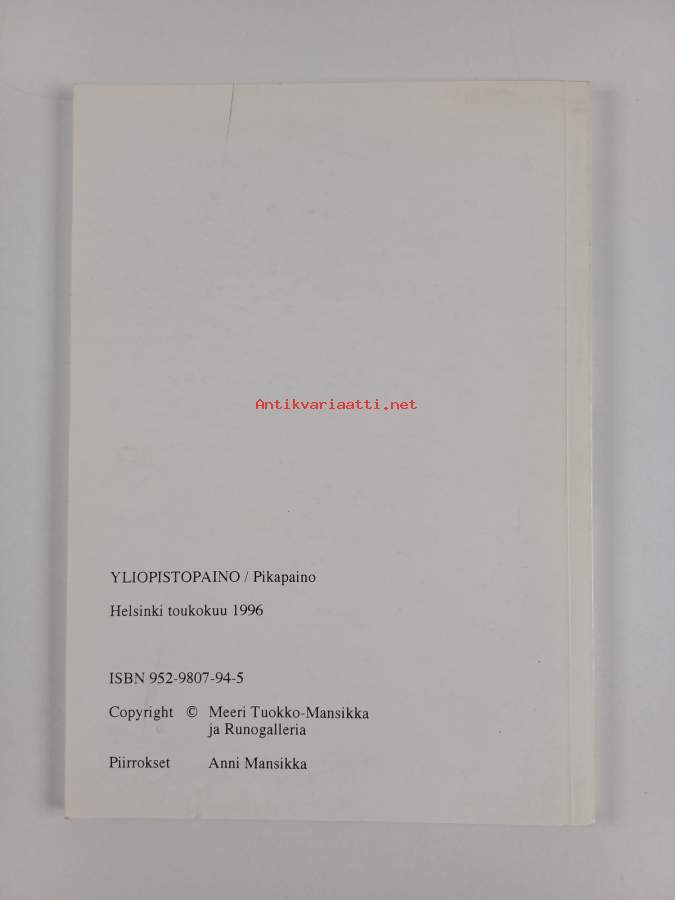 Antikvariaatti.net
YLIOPISTOPAINO / Pikapaino
Helsinki toukokuu 1996
ISBN 952-9807-94-5
Copyright © Meeri Tuokko-Mansikka
ja Runogalleria
Piirrokset Anni Mansikka